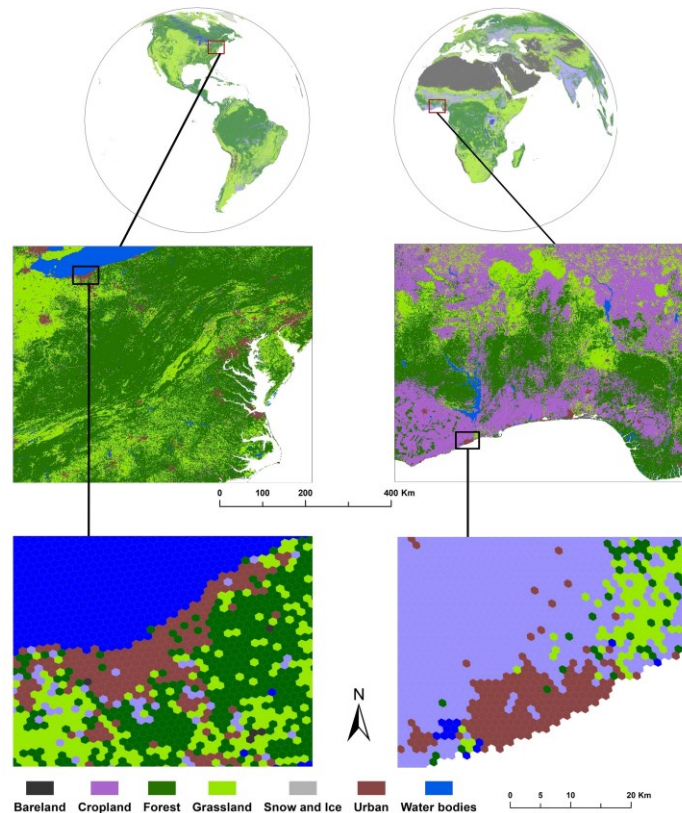 0 100 200 400 Km
N
Bareland Cropland Forest Grassland Snow and Ice Urban Water bodies
0 5 10 20 Km